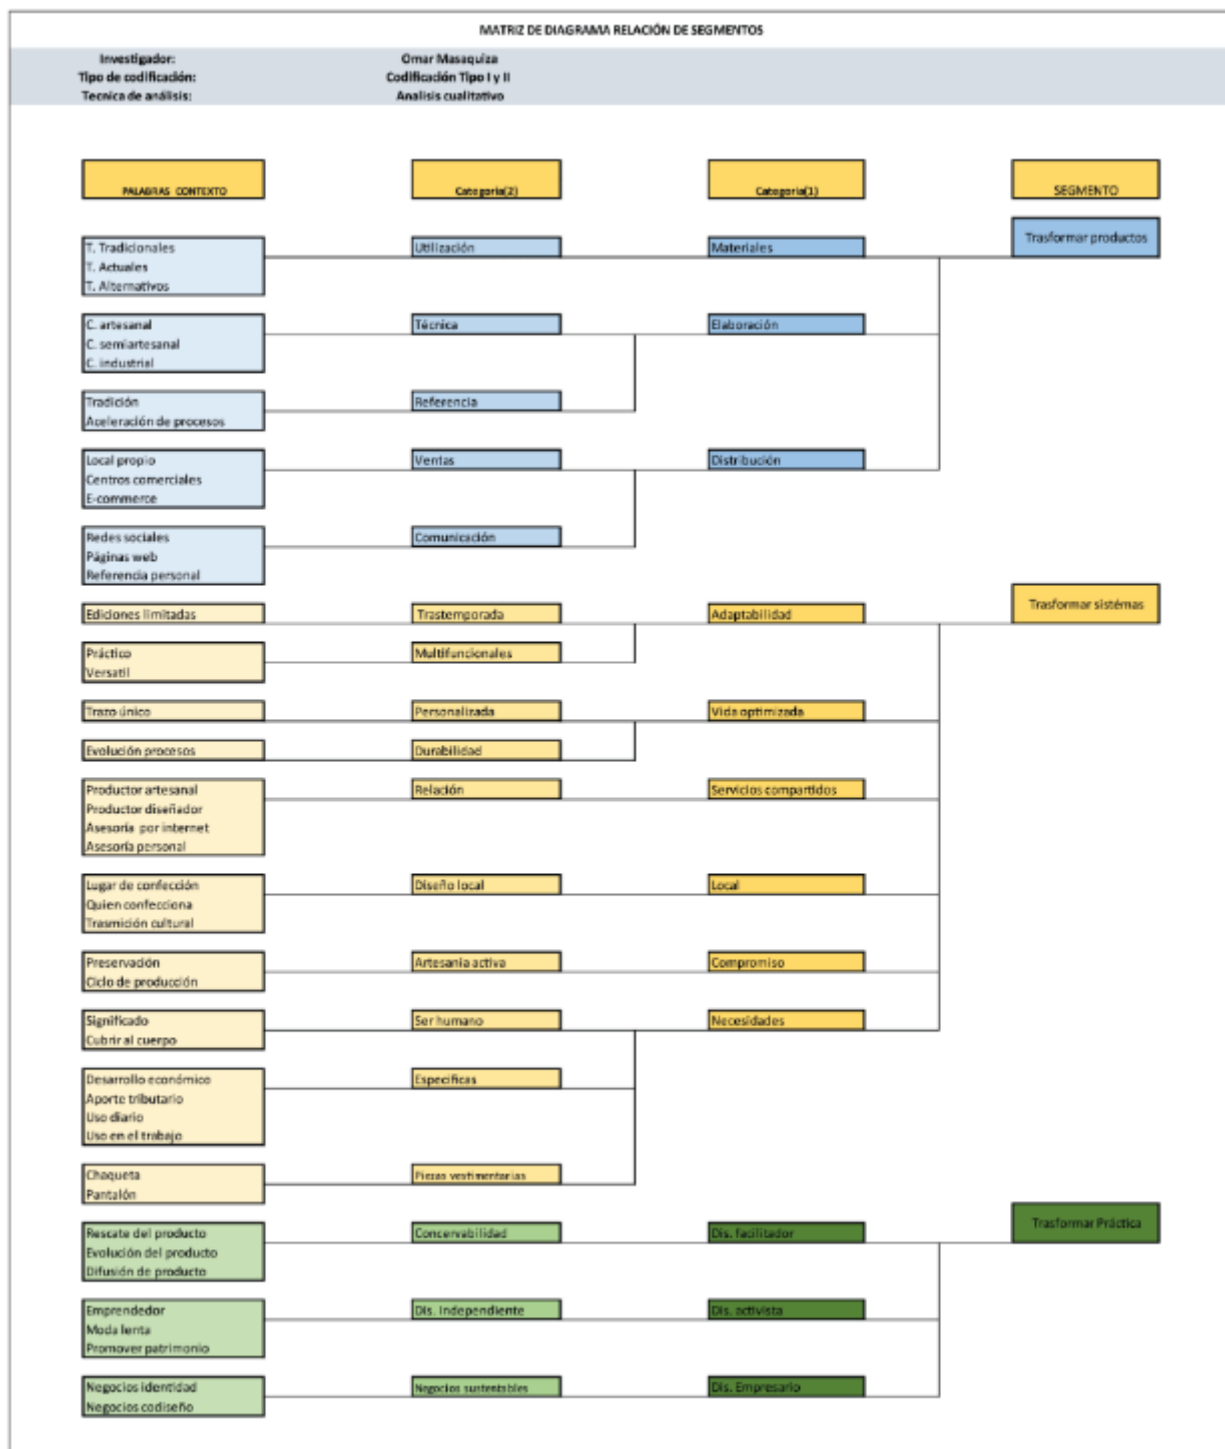 MATRIZ DE DIAGRAMA RELACIÓN DE SEGMENTOS
Investigador: Omar Masaquiza
Tipo de codificación: Codificación Tipo I y II
Tecnica de análisis: Analisis cualitativo
PALABRAS CONTEXTO Categoria(2) Categoria(1) SEGMENTO
Trasformar productos
T. Tradicionales Utilización Materiales
T. Actuales
T. Alternativos
C. artesanal Técnica Elaboración
C. semiartesanal
C. industrial
Tradición Referencia
Aceleración de procesos
Local propio Ventas Distribución
Centros comerciales
E-commerce
Redes sociales Comunicación
Páginas web
Referencia personal
Trasformar sistémas
Ediciones limitadas Trastemporada Adaptabilidad
Práctico Multifuncionales
Versatil
Trazo único Personalizada Vida optimizada
Evolución procesos Durabilidad
Productor artesanal Relación Servicios compartidos
Productor diseñador
Asesoría por internet
Asesoría personal
Lugar de confección Diseño local Local
Quien confecciona
Trasmición cultural
Preservación Artesania activa Compromiso
Ciclo de producción
Significado Ser humano Necesidades
Cubrir al cuerpo
Desarrollo económico Especificas
Aporte tributario
Uso diario
Uso en el trabajo
Chaqueta Piezas vestimentarias
Pantalón
Trasformar Práctica
Rescate del producto Concervabilidad Dis. facilitador
Evolución del producto
Difusión de producto
Emprendedor Dis. Independiente Dis. activista
Moda lenta
Promover patrimonio
Negocios identidad Negocios sustentables Dis. Empresario
Negocios codiseño